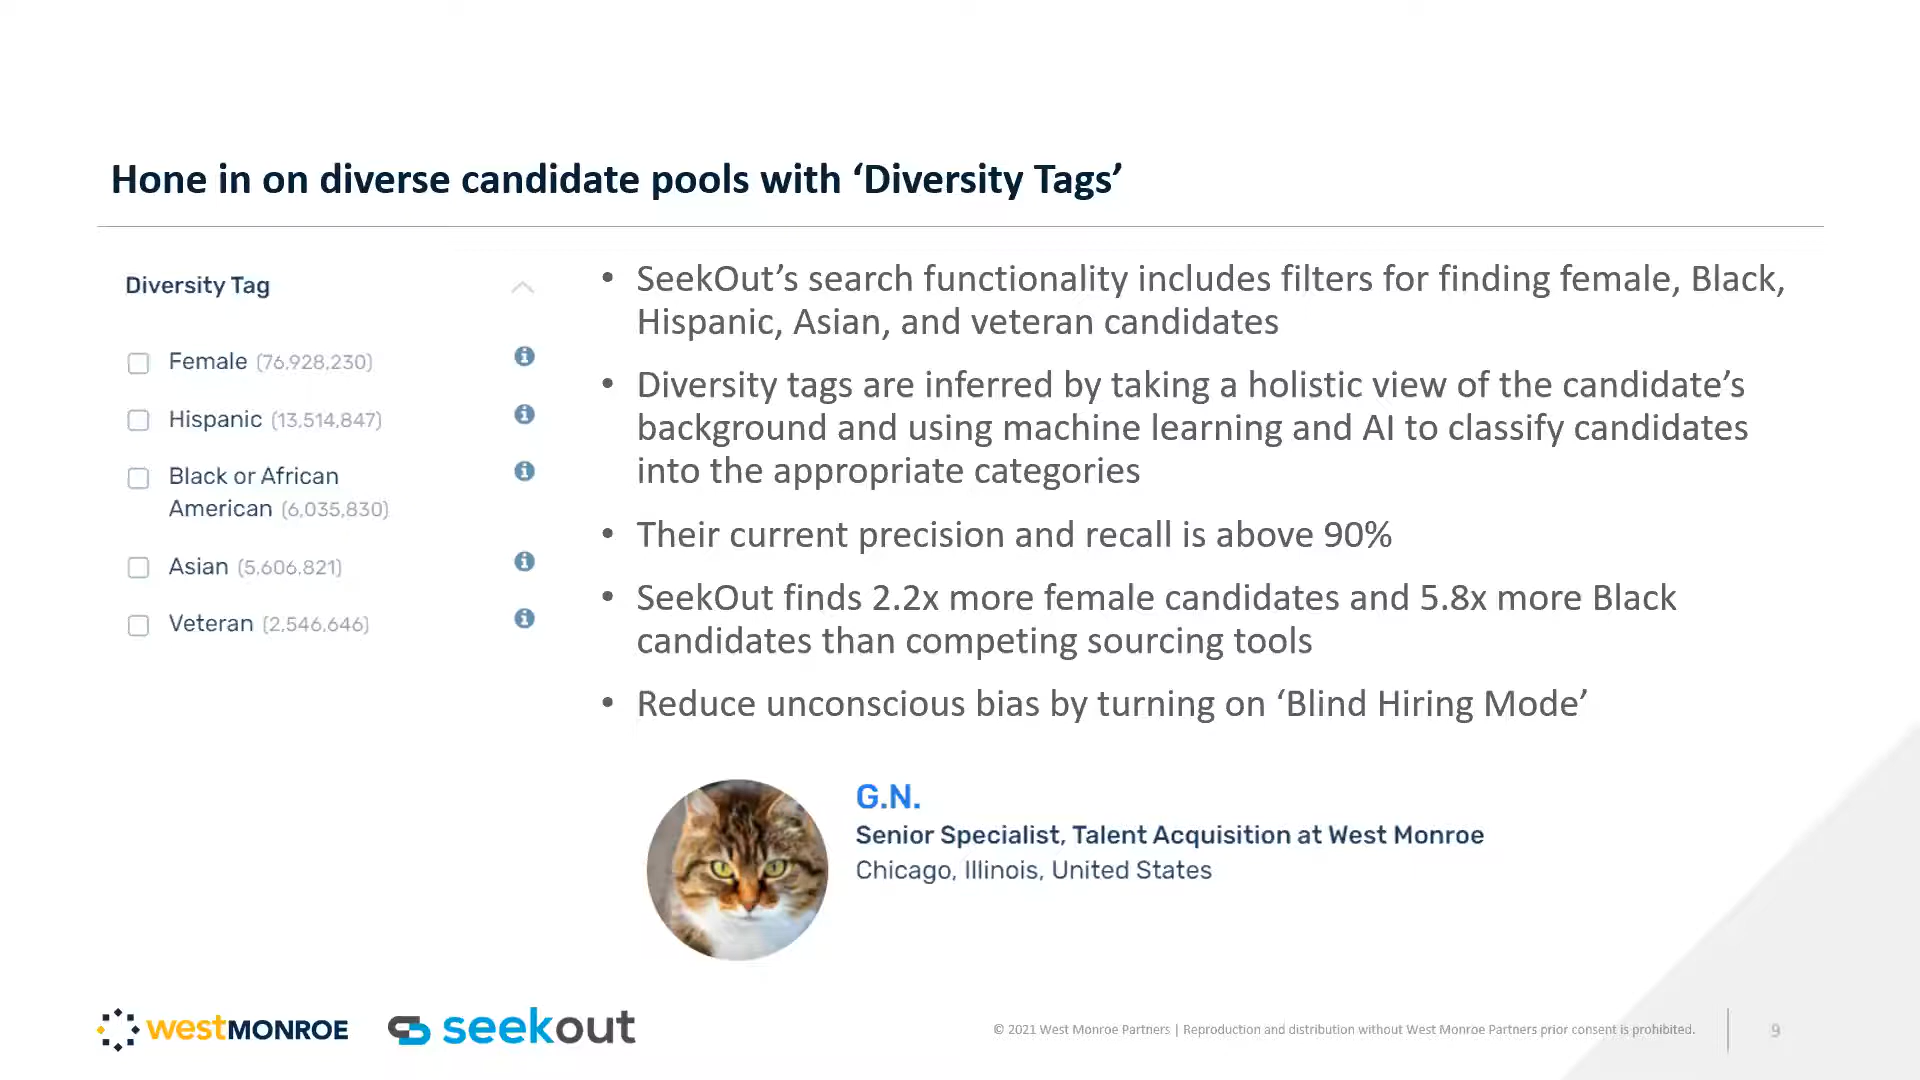 Hone in on diverse candidate pools with ‘Diversity Tags’
Diversity Tag
Female (76,928,230)
Hispanic (13,514,847)
Black or African
American (6,035,830)
Asian (5,606,821)
Veteran (2,546,646)
• SeekOut’s search functionality includes filters for finding female, Black,
Hispanic, Asian, and veteran candidates
• Diversity tags are inferred by taking a holistic view of the candidate’s
background and using machine learning and AI to classify candidates
into the appropriate categories
• Their current precision and recall is above 90%
• SeekOut finds 2.2x more female candidates and 5.8x more Black
candidates than competing sourcing tools
• Reduce unconscious bias by turning on ‘Blind Hiring Mode’
G.N.
Senior Specialist, Talent Acquisition at West Monroe
Chicago, Illinois, United States
westMONROE
seekout
© 2021 West Monroe Partners | Reproduction and distribution without West Monroe Partners prior consent is prohibited.
9